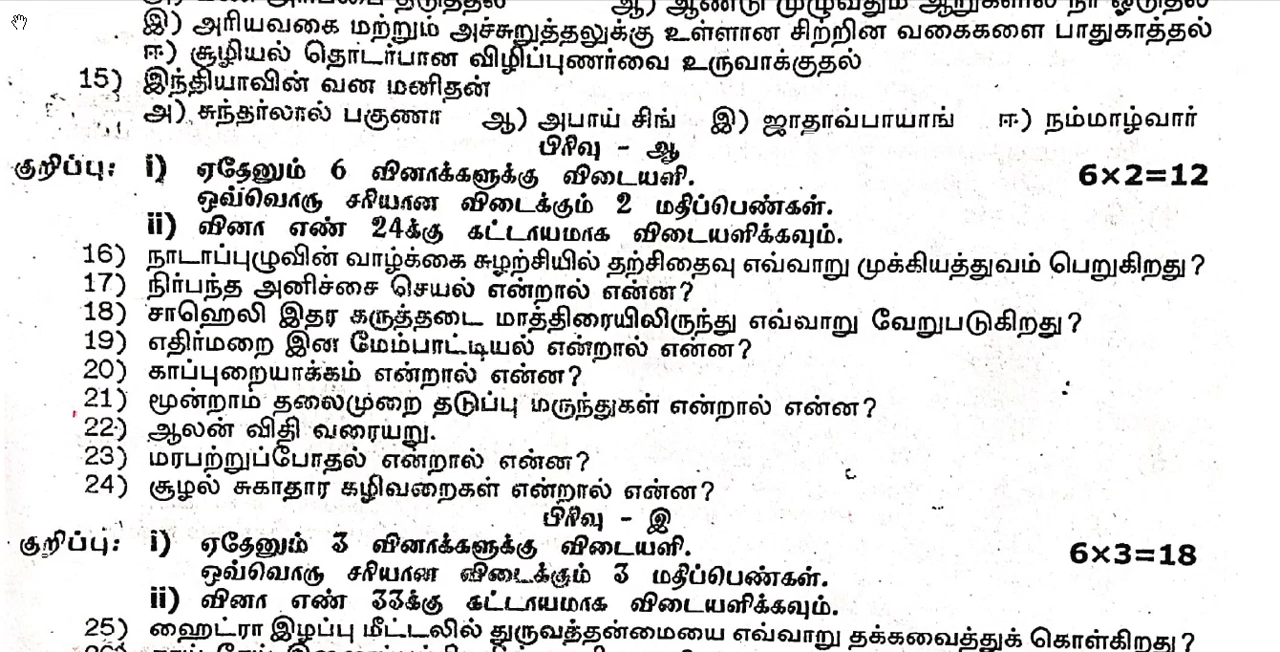 ஆ) ஆண்டு முழுவதும் ஆறுகளில் நீர் ஓடுதல்
இ) அரியவகை மற்றும் அச்சுறுத்தலுக்கு உள்ளான சிற்றின வகைகளை பாதுகாத்தல்
ஈ) சூழியல் தொடர்பான விழிப்புணர்வை உருவாக்குதல்
15) இந்தியாவின் வன மனிதன்
அ) சுந்தர்லால் பகுணா ஆ) அபாய் சிங் இ) ஜாதாவ்பாயாங் ஈ) நம்மாழ்வார்
பிரிவு - ஆ
குறிப்பு: i) ஏதேனும் 6 வினாக்களுக்கு விடையளி. 6×2=12
ஒவ்வொரு சரியான விடைக்கும் 2 மதிப்பெண்கள்.
ii) வினா எண் 24க்கு கட்டாயமாக விடையளிக்கவும்.
16) நாடாப்புழுவின் வாழ்க்கை சுழற்சியில் தற்சிதைவு எவ்வாறு முக்கியத்துவம் பெறுகிறது?
17) நிர்பந்த அனிச்சை செயல் என்றால் என்ன?
18) சாஹெலி இதர கருத்தடை மாத்திரையிலிருந்து எவ்வாறு வேறுபடுகிறது?
19) எதிர்மறை இன மேம்பாட்டியல் என்றால் என்ன?
20) காப்புறையாக்கம் என்றால் என்ன?
21) மூன்றாம் தலைமுறை தடுப்பு மருந்துகள் என்றால் என்ன?
22) ஆலன் விதி வரையறு.
23) மரபற்றுப்போதல் என்றால் என்ன?
24) சூழல் சுகாதார கழிவறைகள் என்றால் என்ன?
பிரிவு - இ
குறிப்பு: i) ஏதேனும் 3 வினாக்களுக்கு விடையளி. 6×3=18
ஒவ்வொரு சரியான விடைக்கும் 3 மதிப்பெண்கள்.
ii) வினா எண் 33க்கு கட்டாயமாக விடையளிக்கவும்.
25) ஹைட்ரா இழப்பு மீட்டலில் துருவத்தன்மையை எவ்வாறு தக்கவைத்துக் கொள்கிறது?